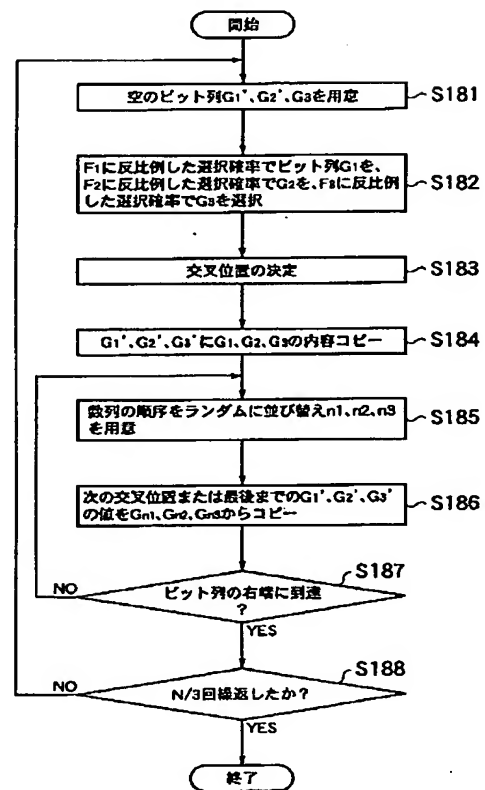 開始
空のビット列G1'、G2'、G3を用意
S181
F1に反比例した選択確率でビット列G1を、
F2に反比例した選択確率でG2を、F3に反比例
した選択確率でG3を選択
S182
交叉位置の決定
S183
G1'、G2'、G3'にG1、G2、G3の内容コピー
S184
数列の順序をランダムに並び替えn1、n2、n3
を用意
S185
次の交叉位置または最後までのG1'、G2'、G3'
の値をGn1、Gn2、Gn3からコピー
S186
S187
ビット列の右端に到達
?
NO
YES
S188
N/3回繰返したか?
NO
YES
終了